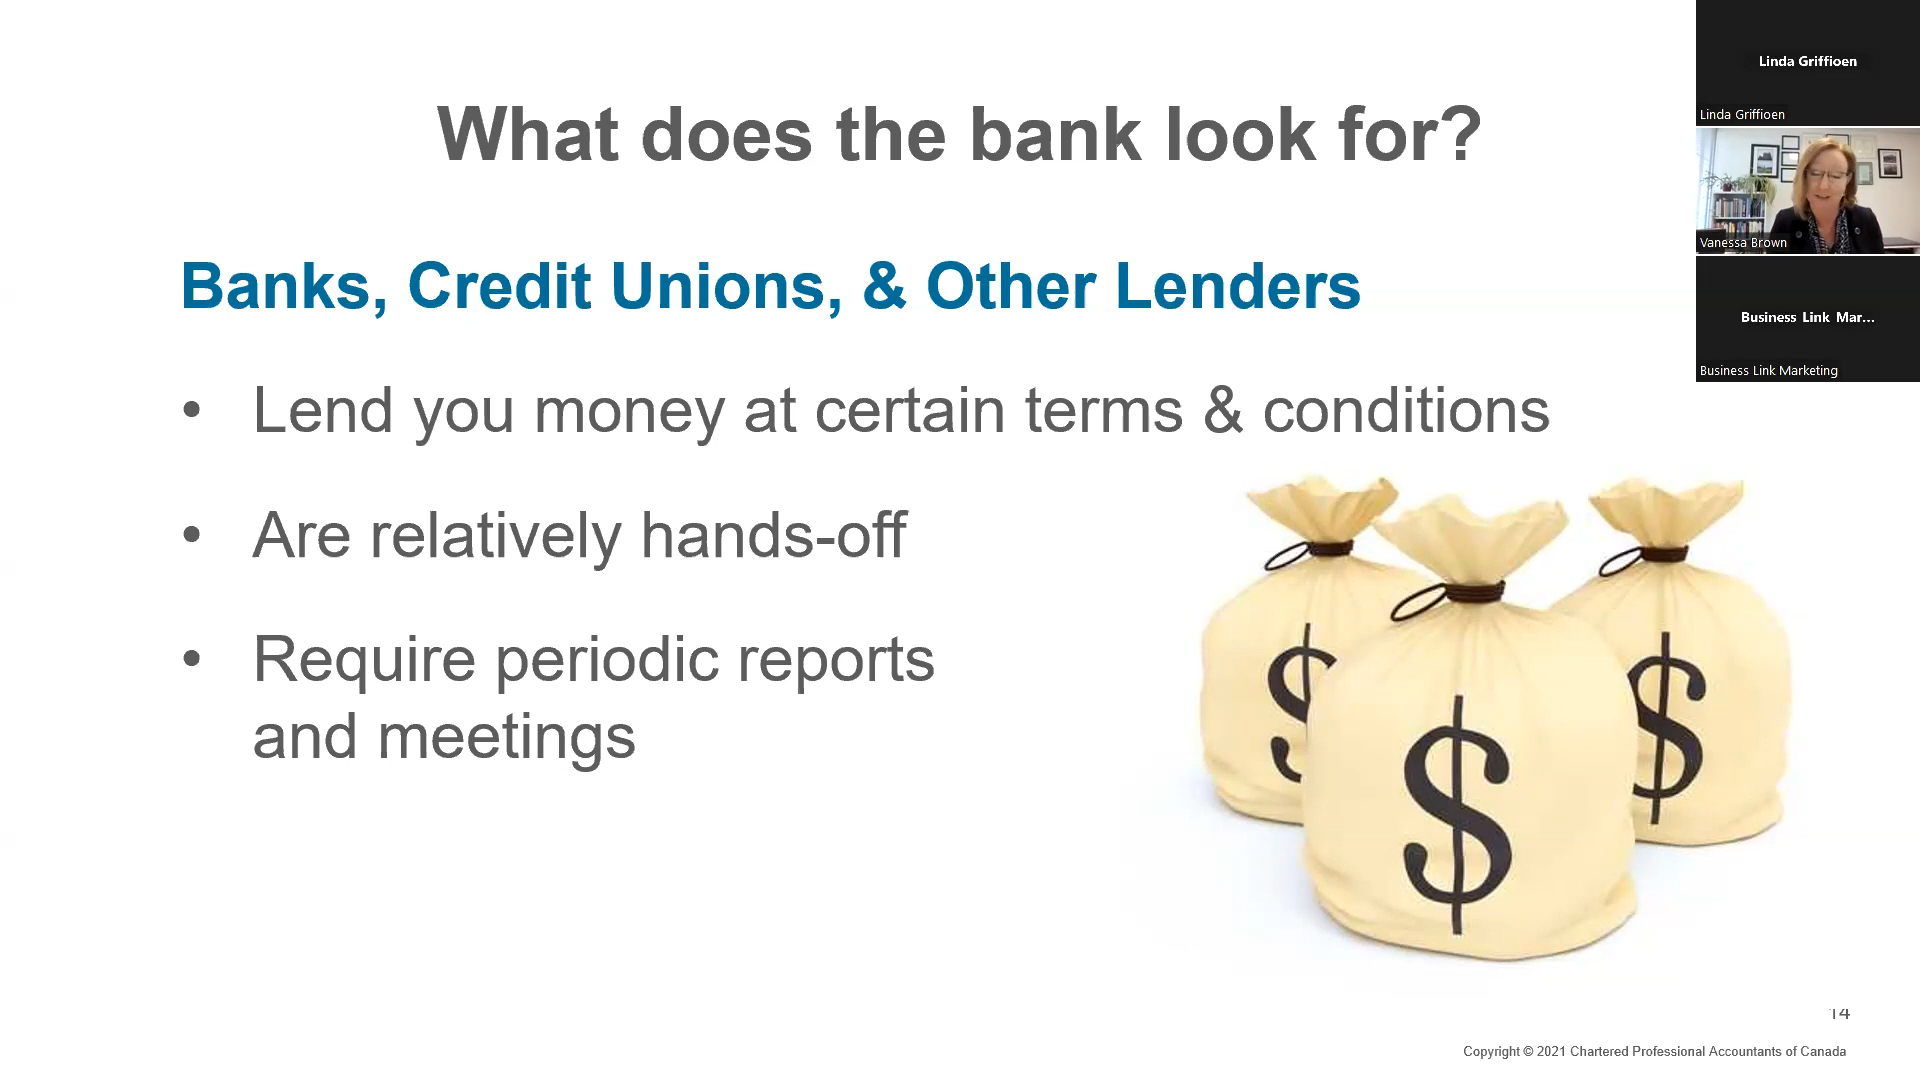 What does the bank look for?
Banks, Credit Unions, & Other Lenders
• Lend you money at certain terms & conditions
• Are relatively hands-off
• Require periodic reports
and meetings
$
$
$
14
Copyright © 2021 Chartered Professional Accountants of Canada
Linda Griffioen
Linda Griffioen
Vanessa Brown
Business Link Mar...
Business Link Marketing